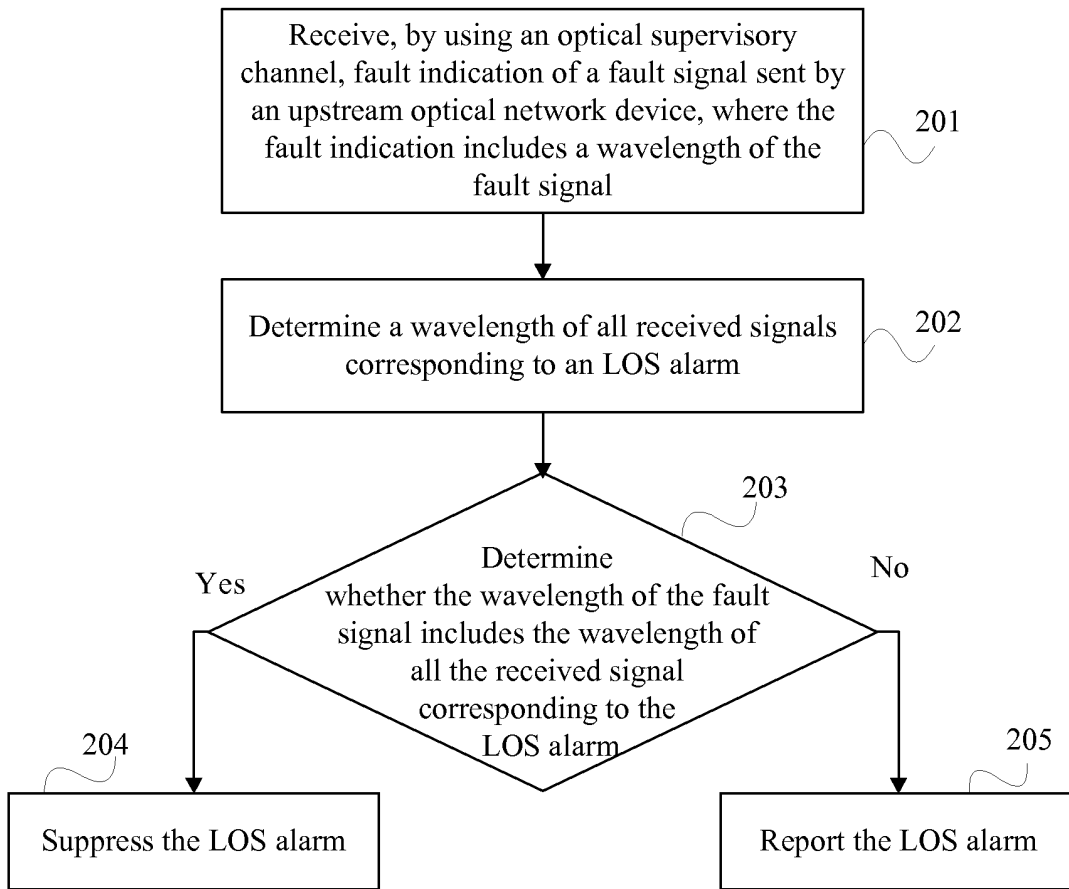 Receive, by using an optical supervisory
channel, fault indication of a fault signal sent by
an upstream optical network device, where the
fault indication includes a wavelength of the
fault signal
201
Determine a wavelength of all received signals
corresponding to an LOS alarm
202
203
Determine
whether the wavelength of the fault
signal includes the wavelength of
all the received signal
corresponding to the
LOS alarm
Yes
No
204
Suppress the LOS alarm
205
Report the LOS alarm